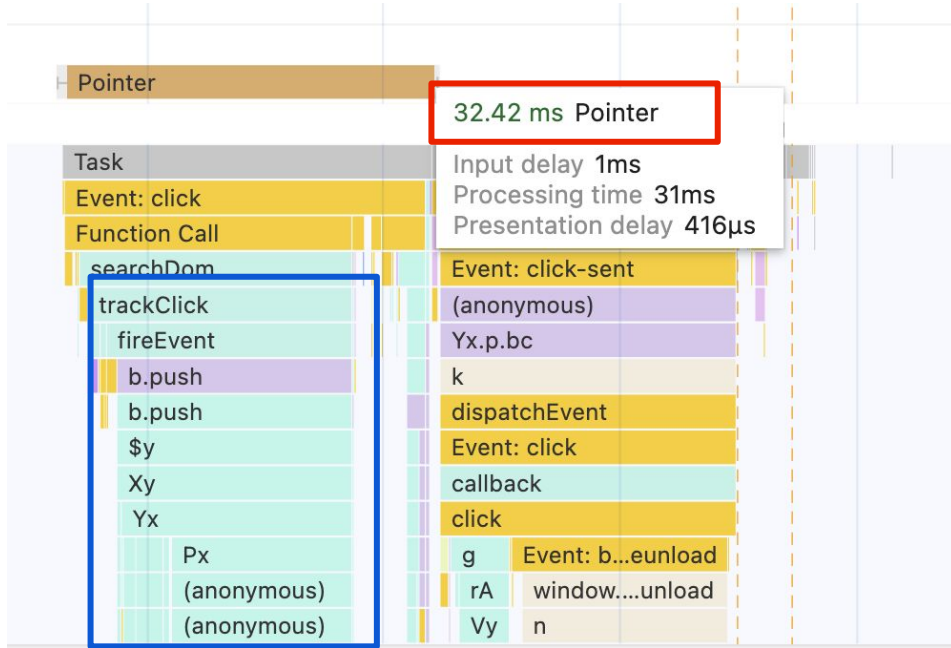 Pointer
32.42 ms Pointer
Input delay 1ms
Processing time 31ms
Presentation delay 416µs
Task
Event: click
Function Call
searchDom
trackClick
fireEvent
b.push
b.push
$y
Xy
Yx
Px
(anonymous)
(anonymous)
Event: click-sent
(anonymous)
Yx.p.bc
k
dispatchEvent
Event: click
callback
click
g Event: b...eunload
rA window....unload
Vy n